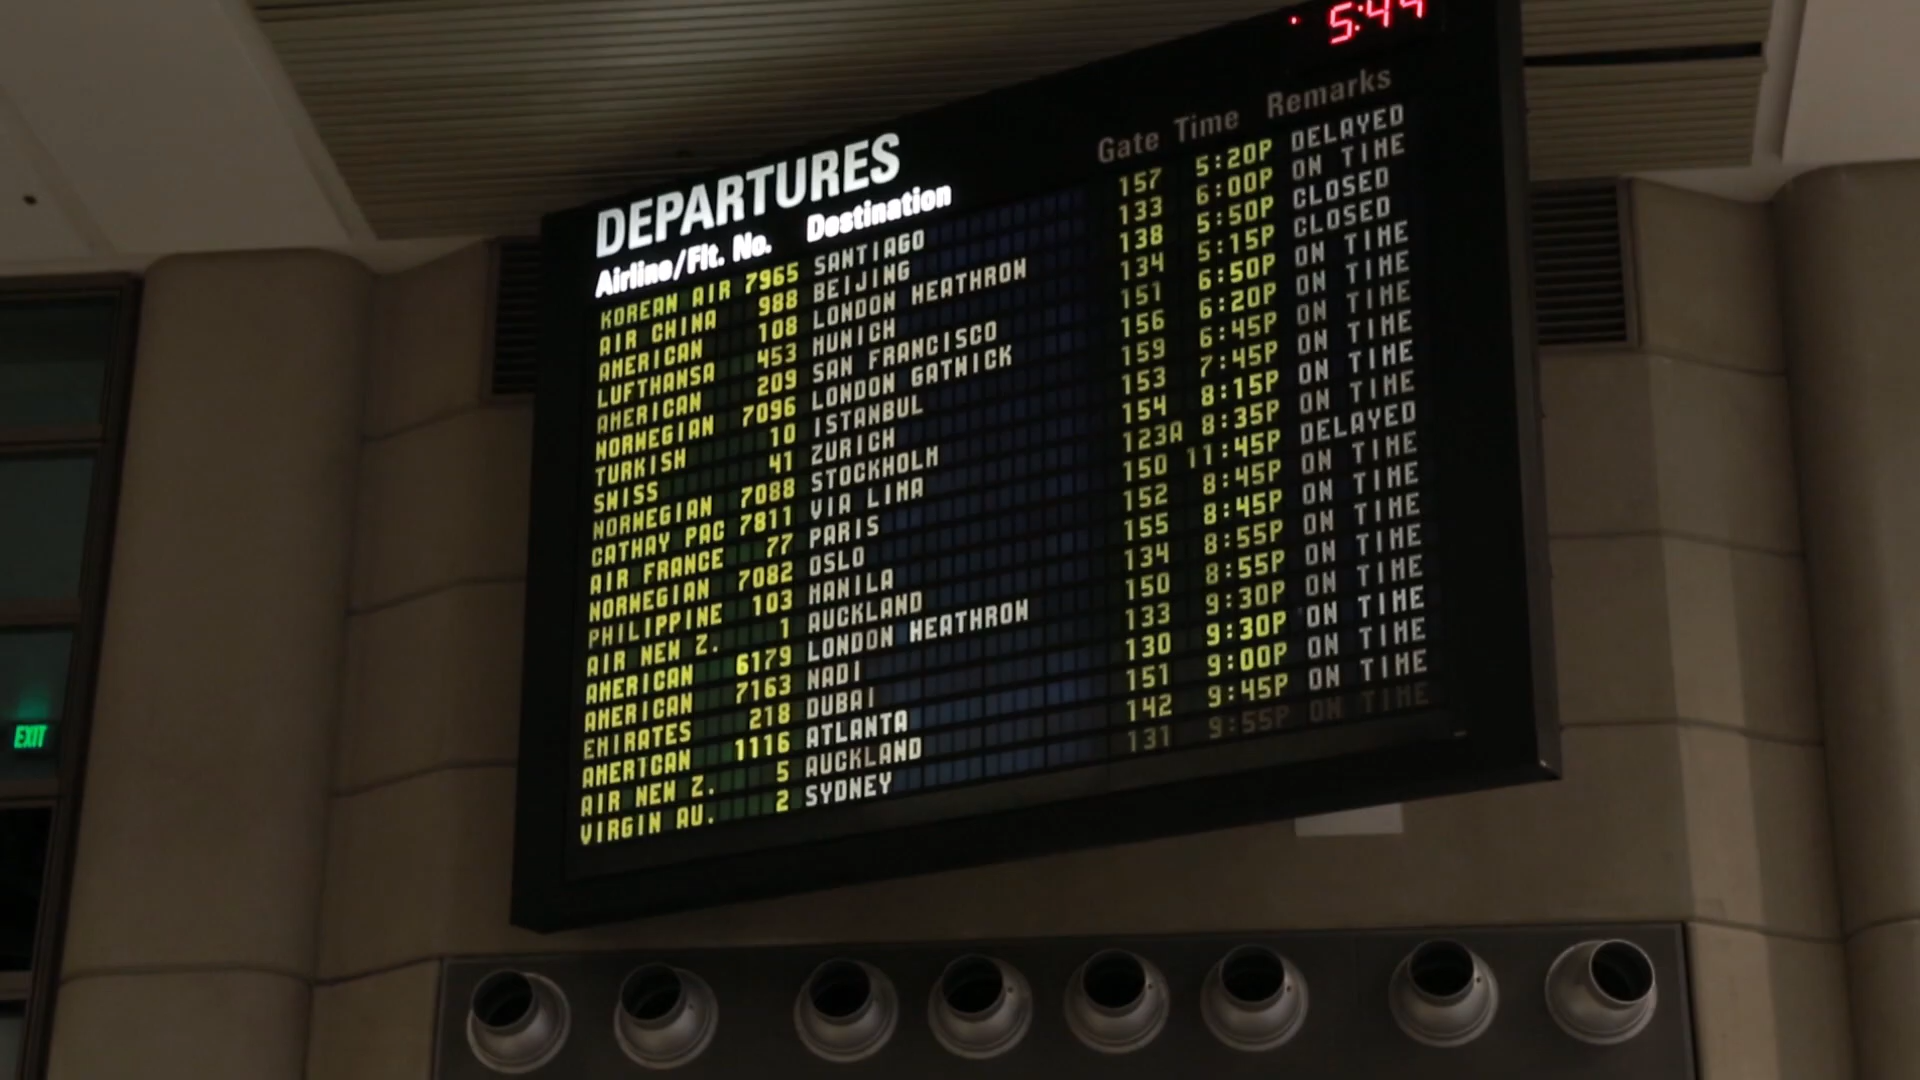 DEPARTURES
Airline/Flt. No. Destination Gate Time Remarks
KOREAN AIR 7965 SANTIAGO 157 5:20P DELAYED
AIR CHINA 988 BEIJING 133 6:00P ON TIME
AMERICAN 108 LONDON HEATHROW 138 5:50P CLOSED
LUFTHANSA 453 MUNICH 134 5:15P CLOSED
AMERICAN 209 SAN FRANCISCO 151 6:50P ON TIME
NORWEGIAN 7096 LONDON GATWICK 156 6:20P ON TIME
TURKISH 10 ISTANBUL 159 6:45P ON TIME
SWISS 41 ZURICH 153 7:45P ON TIME
NORWEGIAN 7088 STOCKHOLM 154 8:15P ON TIME
CATHAY PAC 7811 VIA LIMA 123A 8:35P ON TIME
AIR FRANCE 77 PARIS 150 11:45P DELAYED
NORWEGIAN 7082 OSLO 152 8:45P ON TIME
PHILIPPINE 103 MANILA 155 8:45P ON TIME
AIR NEW Z. 1 AUCKLAND 134 8:55P ON TIME
AMERICAN 6179 LONDON HEATHROW 150 8:55P ON TIME
AMERICAN 7163 NADI 133 9:30P ON TIME
EMIRATES 218 DUBAI 130 9:30P ON TIME
AMERTCAN 1116 ATLANTA 151 9:00P ON TIME
AIR NEW Z. 5 AUCKLAND 142 9:45P ON TIME
VIRGIN AU. 2 SYDNEY 131 9:55P ON TIME
EXIT